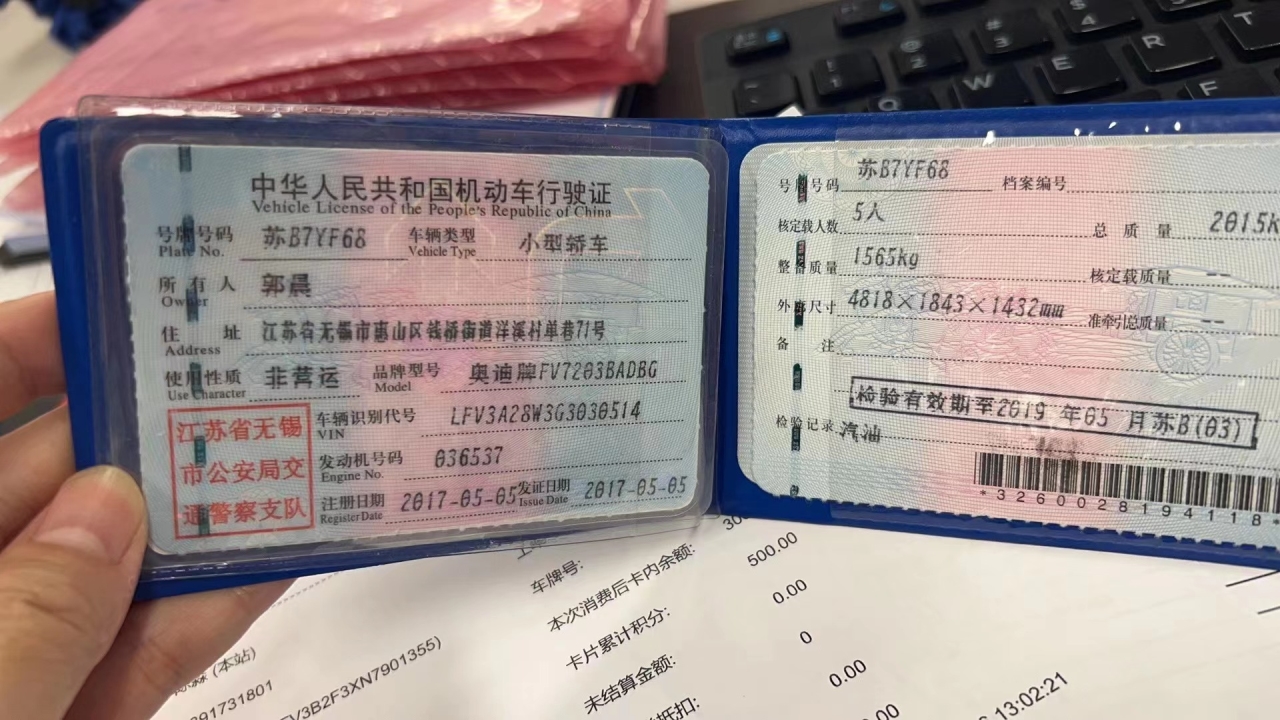 中华人民共和国机动车行驶证
Vehicle License of the People's Republic of China
号牌号码 苏B7YF68 车辆类型 小型轿车
Plate No. Vehicle Type
所有人 郭晨
Owner
住址 江苏省无锡市惠山区钱桥街道洋溪村单巷71号
Address
使用性质 非营运 品牌型号 奥迪牌FV7203BADBG
Use Character Model
江苏省无锡
市公安局交
通警察支队
车辆识别代号 LFV3A28W3G3030514
VIN
发动机号码 036537
Engine No.
注册日期 2017-05-05 发证日期 2017-05-05
Register Date Issue Date
号牌号码 苏B7YF68 档案编号
核定载人数 5人 总质量 2015K
整备质量 1565kg 核定载质量
外廓尺寸 4818×1843×1432mm 准牵引总质量
备注
检验有效期至2019年05月苏B(03)
检验记录 汽油
*3260028194118*
车牌号:
本次消费后卡内余额: 500.00
卡片累计积分: 0.00
未结算金额: 0
抵扣: 0.00
(本站)
91731801
V3B2F3XN7901355)
13:02:21
1
@ 2
# 3
$ 4
Q
W
E
R
T
F